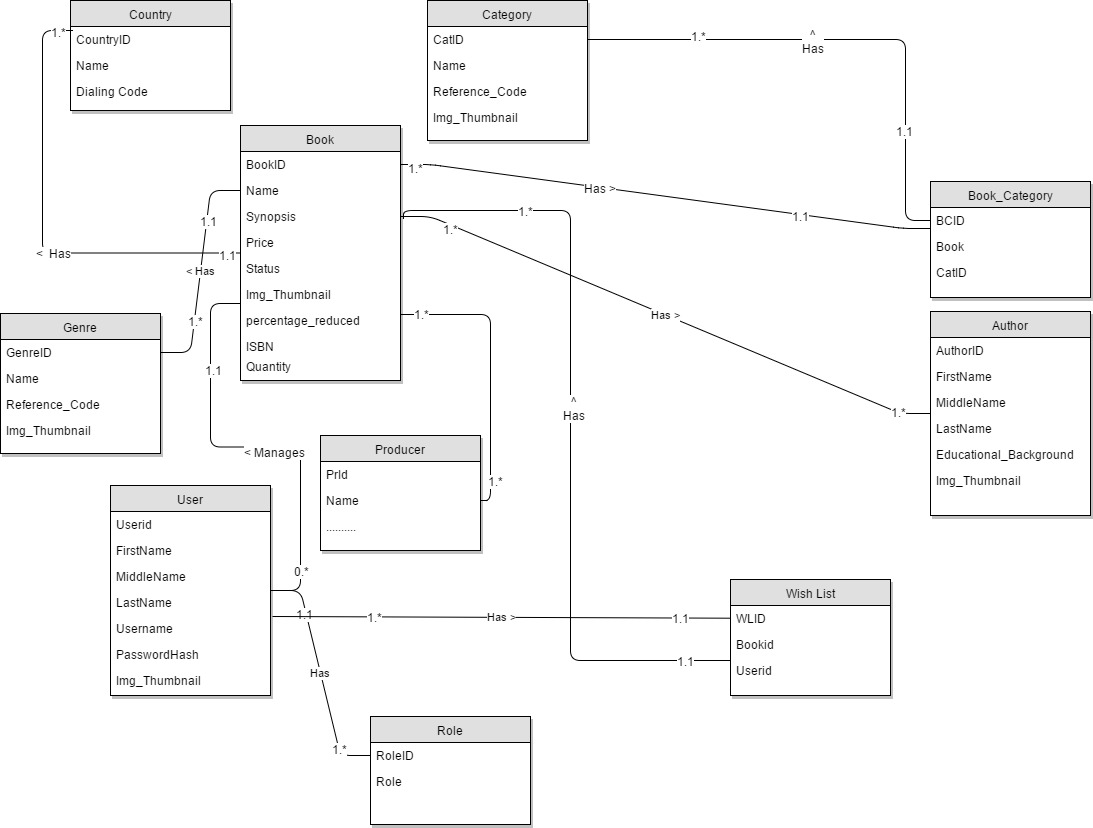 Country
CountryID
Name
Dialing Code
Category
CatID
Name
Reference_Code
Img_Thumbnail
1.*
1.*
^
Has
1.1
Book
BookID
Name
Synopsis
Price
Status
Img_Thumbnail
percentage_reduced
ISBN
Quantity
1.*
Has >
1.1
Book_Category
BCID
Book
CatID
1.1
1.*
1.*
< Has
1.1
< Has
1.*
1.*
Has >
1.*
Genre
GenreID
Name
Reference_Code
Img_Thumbnail
Author
AuthorID
FirstName
MiddleName
LastName
Educational_Background
Img_Thumbnail
1.1
^
Has
< Manages
Producer
PrId
Name
..........
1.*
User
Userid
FirstName
MiddleName
LastName
Username
PasswordHash
Img_Thumbnail
0.*
1.1
1.*
Has >
1.1
1.1
Wish List
WLID
Bookid
Userid
Has
1.*
Role
RoleID
Role